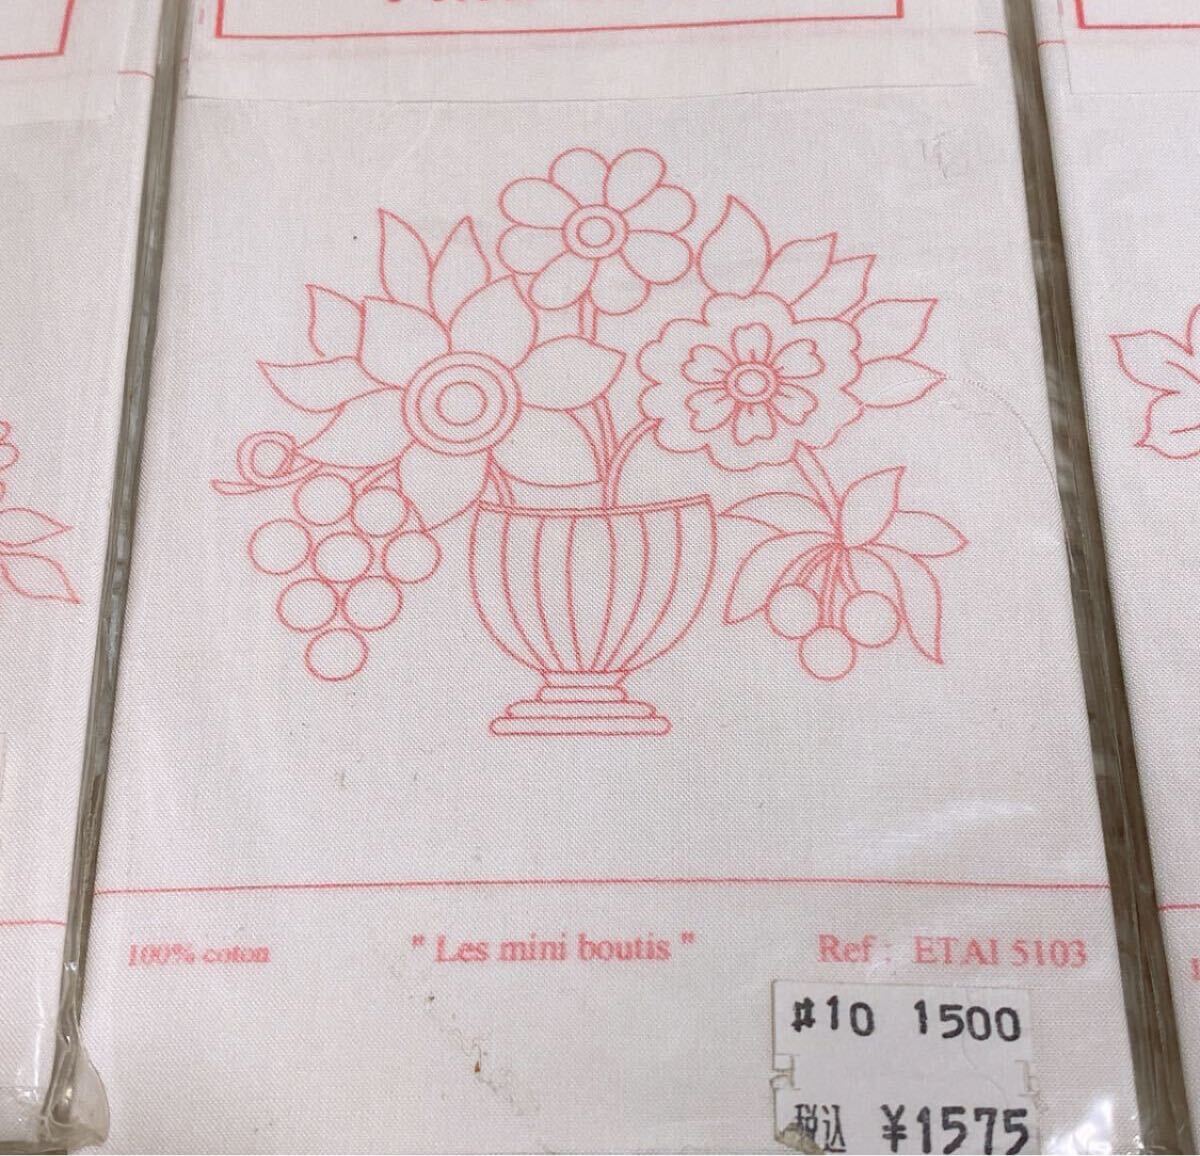 100% coton
" Les mini boutis "
Ref : ETAI 5103
#10 1500
税込 ¥1575